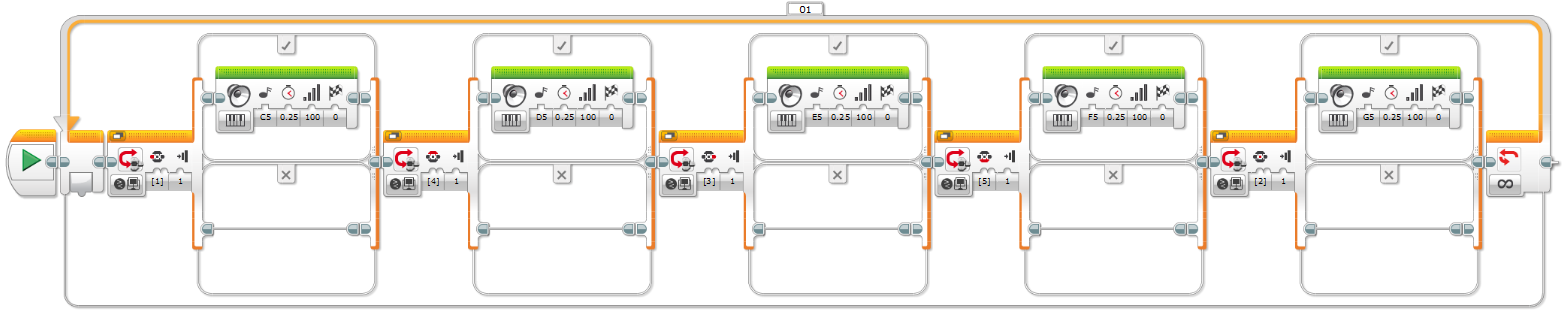 01
C5 0.25 100 0
D5 0.25 100 0
E5 0.25 100 0
F5 0.25 100 0
G5 0.25 100 0
[1] 1
[4] 1
[3] 1
[5] 1
[2] 1